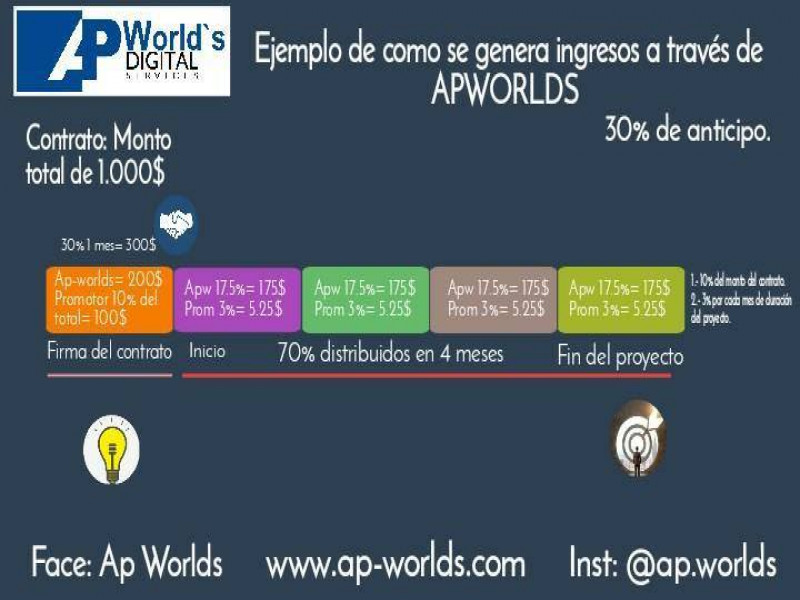 AP World`s
DIGITAL
SERVICES
Ejemplo de como se genera ingresos a través de
APWORLDS
30% de anticipo.
Contrato: Monto
total de 1.000$
30% 1 mes= 300$
Ap-worlds= 200$
Promotor 10% del
total= 100$
Apw 17.5%= 175$
Prom 3%= 5.25$
Apw 17.5%= 175$
Prom 3%= 5.25$
Apw 17.5%= 175$
Prom 3%= 5.25$
Apw 17.5%= 175$
Prom 3%= 5.25$
1.- 10% del monto del contrato.
2.- 3% por cada mes de duración
del proyecto.
Firma del contrato
Inicio
70% distribuidos en 4 meses
Fin del proyecto
Face: Ap Worlds
www.ap-worlds.com
Inst: @ap.worlds